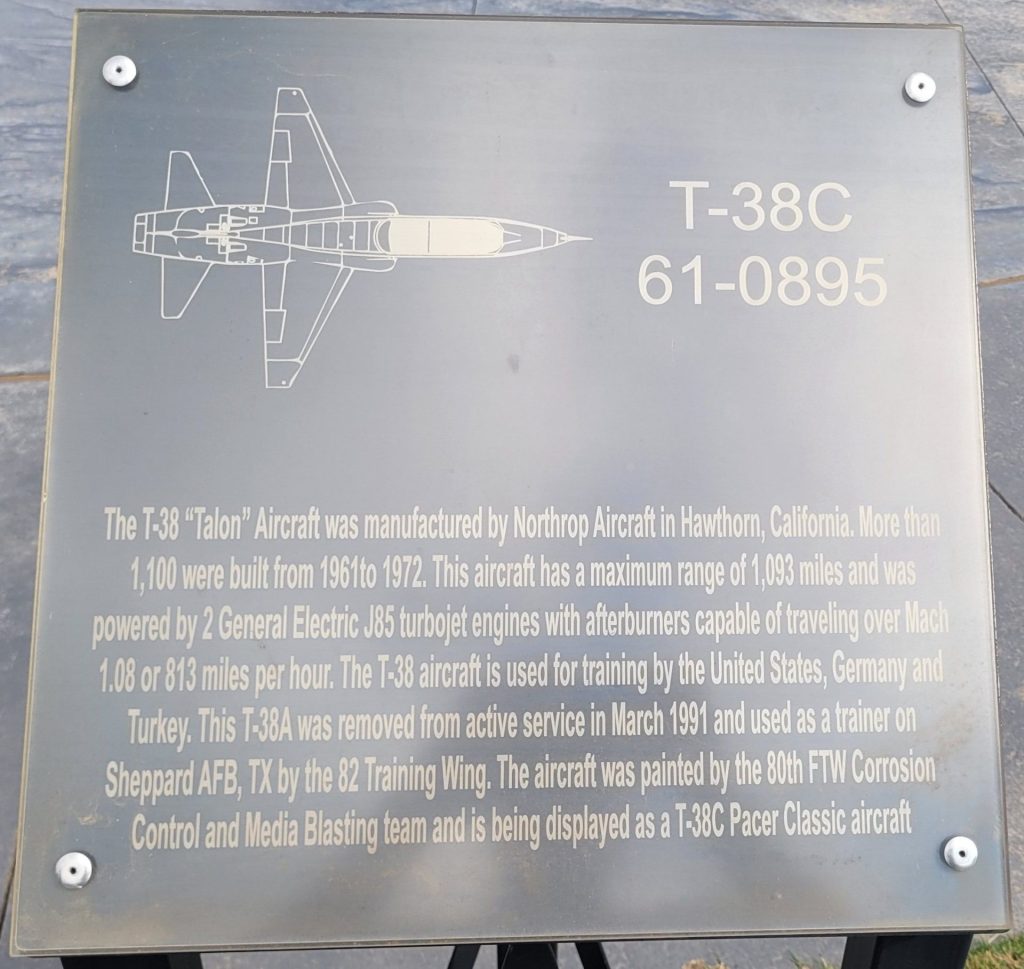 T-38C
61-0895
The T-38 “Talon” Aircraft was manufactured by Northrop Aircraft in Hawthorn, California. More than
1,100 were built from 1961to 1972. This aircraft has a maximum range of 1,093 miles and was
powered by 2 General Electric J85 turbojet engines with afterburners capable of traveling over Mach
1.08 or 813 miles per hour. The T-38 aircraft is used for training by the United States, Germany and
Turkey. This T-38A was removed from active service in March 1991 and used as a trainer on
Sheppard AFB, TX by the 82 Training Wing. The aircraft was painted by the 80th FTW Corrosion
Control and Media Blasting team and is being displayed as a T-38C Pacer Classic aircraft